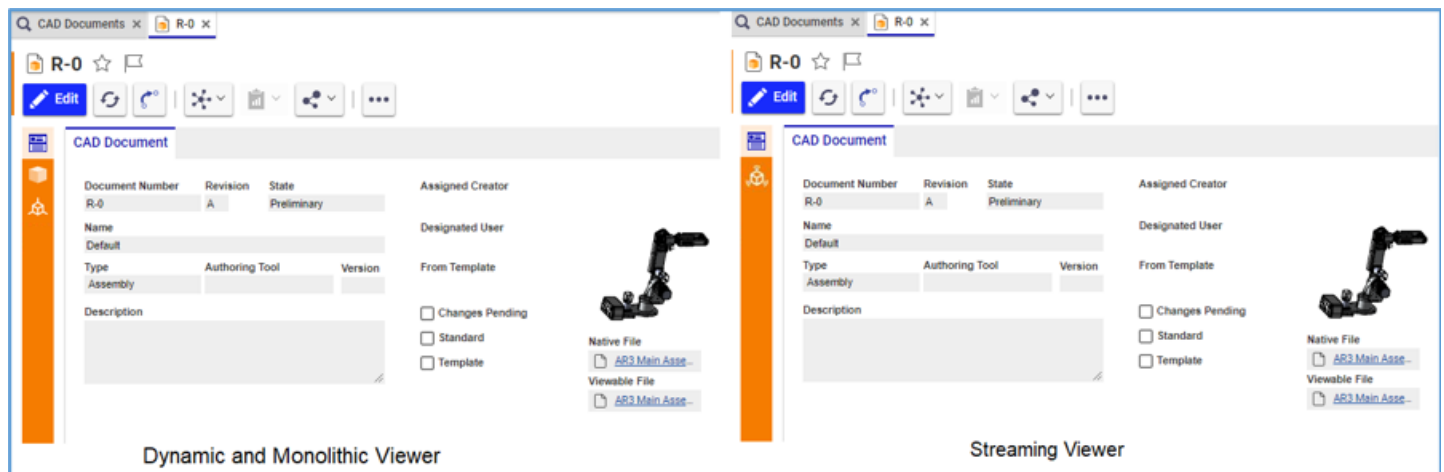 CAD Documents × R-0 ×
R-0
Edit
CAD Document
Document Number Revision State Assigned Creator
R-0 A Preliminary
Name Designated User
Default
Type Authoring Tool Version From Template
Assembly
Description Changes Pending
Standard
Template
Native File
AR3 Main Asse...
Viewable File
AR3 Main Asse...
Dynamic and Monolithic Viewer
CAD Documents × R-0 ×
R-0
Edit
CAD Document
Document Number Revision State Assigned Creator
R-0 A Preliminary
Name Designated User
Default
Type Authoring Tool Version From Template
Assembly
Description Changes Pending
Standard
Template
Native File
AR3 Main Asse...
Viewable File
AR3 Main Asse...
Streaming Viewer